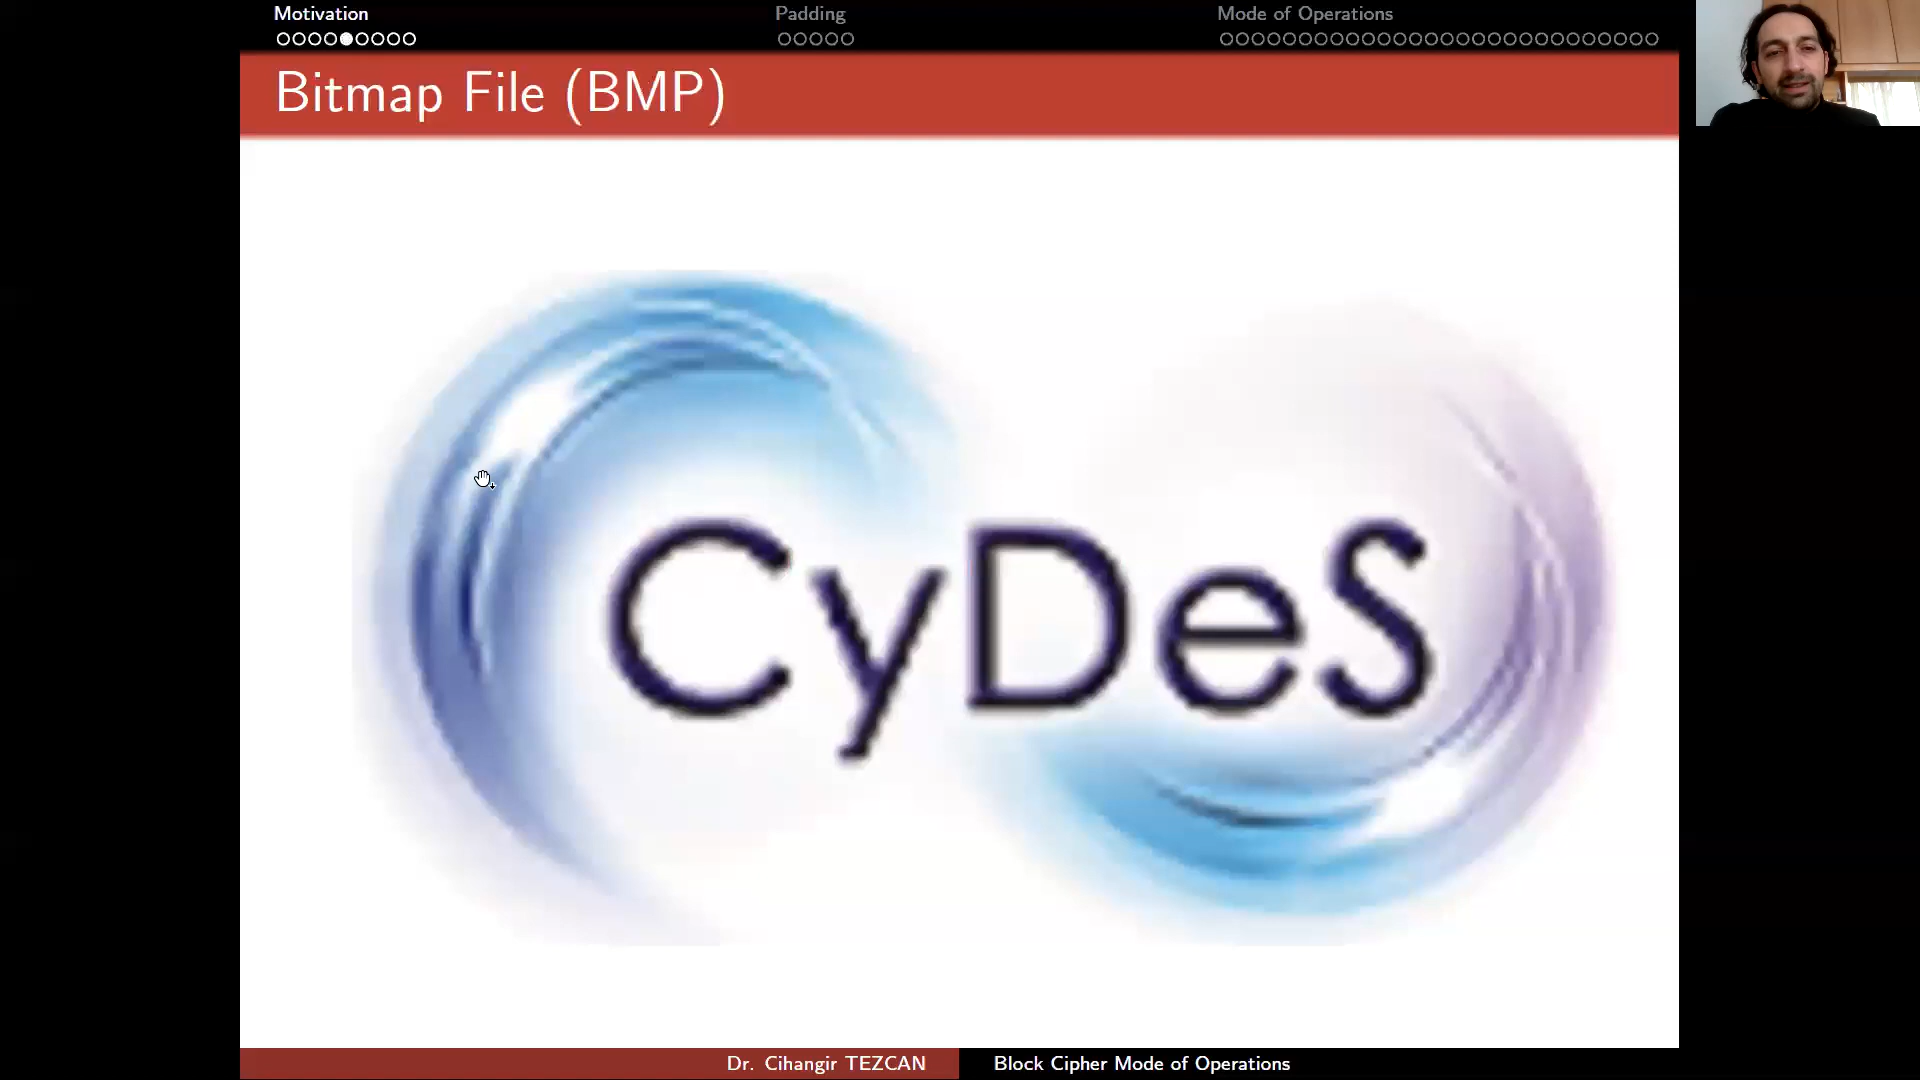 Motivation
Padding
Mode of Operations
Bitmap File (BMP)
CyDeS
Dr. Cihangir TEZCAN
Block Cipher Mode of Operations